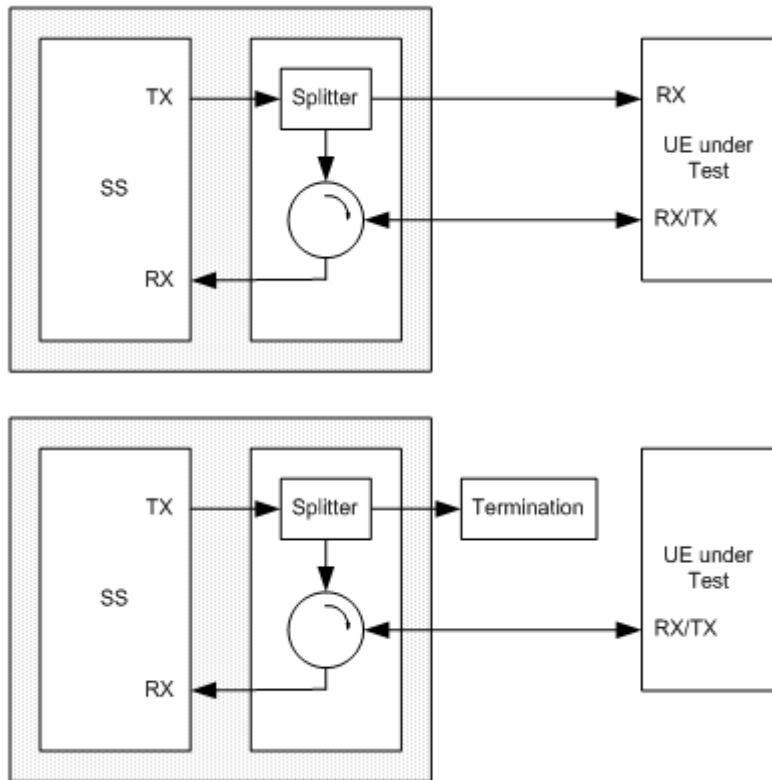 TX
Splitter
RX
UE under
Test
SS
RX/TX
RX
TX
Splitter
Termination
UE under
Test
SS
RX/TX
RX